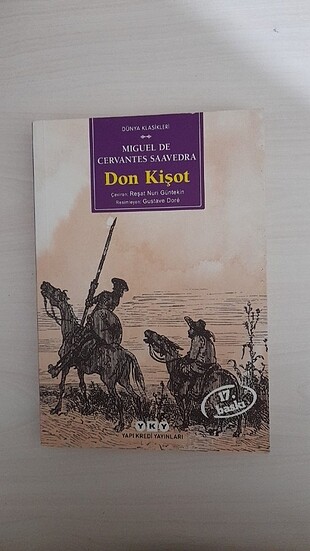 DÜNYA KLASİKLERİ
MIGUEL DE
CERVANTES SAAVEDRA
Don Kişot
Çeviren: Reşat Nuri Güntekin
Resimleyen: Gustave Doré
17.
baskı
YKY
YAPI KREDİ YAYINLARI